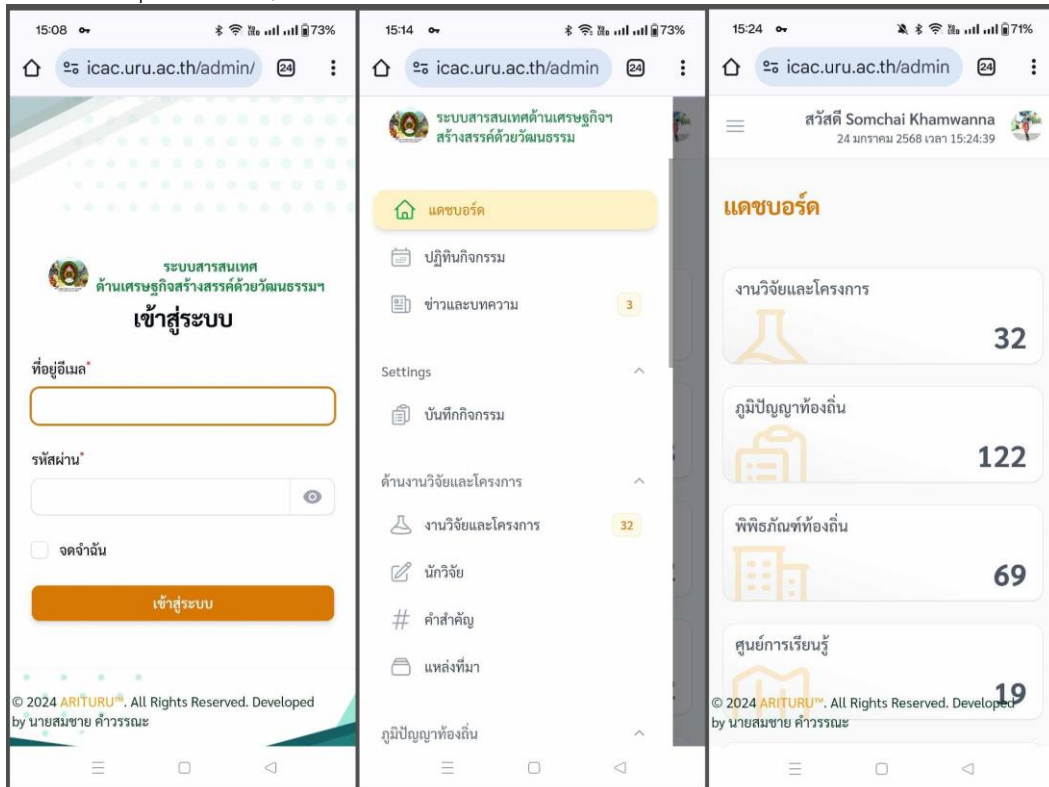 15:08
73%
icac.uru.ac.th/admin/
24
ระบบสารสนเทศ
ด้านเศรษฐกิจสร้างสรรค์ด้วยวัฒนธรรมฯ
เข้าสู่ระบบ
ที่อยู่อีเมล*
รหัสผ่าน*
จดจำฉัน
เข้าสู่ระบบ
© 2024 ARITURU™. All Rights Reserved. Developed
by นายสมชาย คำวรรณะ
15:14
73%
icac.uru.ac.th/admin
24
ระบบสารสนเทศด้านเศรษฐกิจฯ
สร้างสรรค์ด้วยวัฒนธรรม
แดชบอร์ด
ปฏิทินกิจกรรม
ข่าวและบทความ 3
Settings
บันทึกกิจกรรม
ด้านงานวิจัยและโครงการ
งานวิจัยและโครงการ 32
นักวิจัย
คำสำคัญ
แหล่งที่มา
ภูมิปัญญาท้องถิ่น
15:24
71%
icac.uru.ac.th/admin
24
สวัสดี Somchai Khamwanna
24 มกราคม 2568 เวลา 15:24:39
แดชบอร์ด
งานวิจัยและโครงการ
32
ภูมิปัญญาท้องถิ่น
122
พิพิธภัณฑ์ท้องถิ่น
69
ศูนย์การเรียนรู้
19
© 2024 ARITURU™. All Rights Reserved. Developed
by นายสมชาย คำวรรณะ